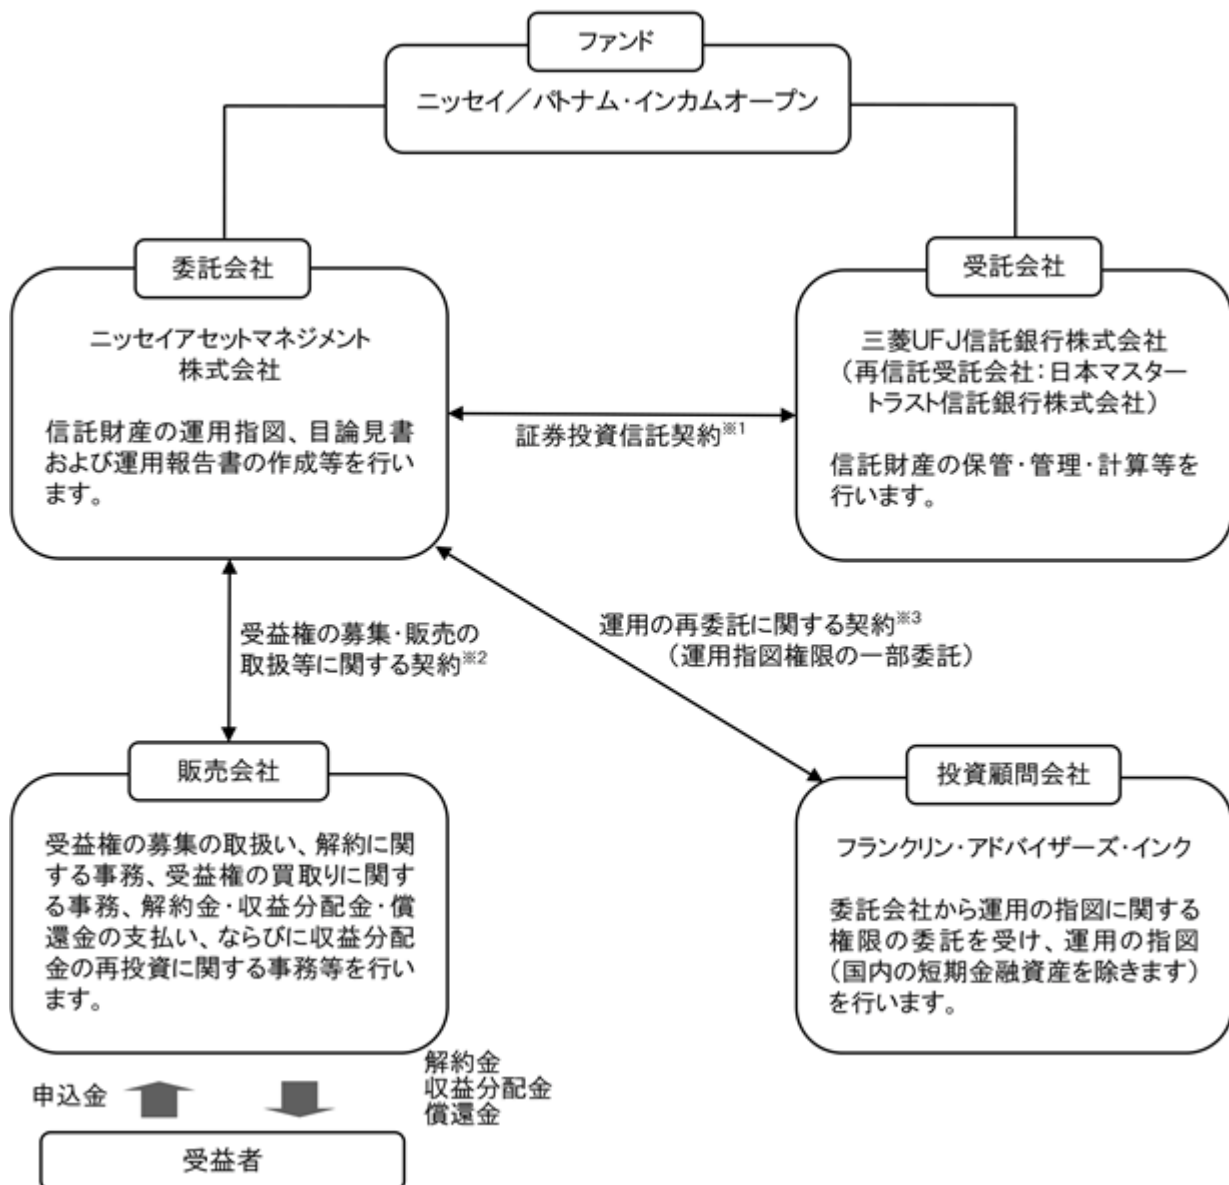 ファンド
ニッセイ／パトナム・インカムオープン
委託会社
ニッセイアセットマネジメント
株式会社
信託財産の運用指図、目論見書
および運用報告書の作成等を行い
ます。
受託会社
三菱UFJ信託銀行株式会社
（再信託受託会社：日本マスター
トラスト信託銀行株式会社）
信託財産の保管・管理・計算等を
行います。
証券投資信託契約※1
受益権の募集・販売の
取扱等に関する契約※2
運用の再委託に関する契約※3
（運用指図権限の一部委託）
販売会社
受益権の募集の取扱い、解約に関
する事務、受益権の買取りに関す
る事務、解約金・収益分配金・償
還金の支払い、ならびに収益分配
金の再投資に関する事務等を行い
ます。
投資顧問会社
フランクリン・アドバイザーズ・インク
委託会社から運用の指図に関する
権限の委託を受け、運用の指図
（国内の短期金融資産を除きます）
を行います。
申込金
解約金
収益分配金
償還金
受益者